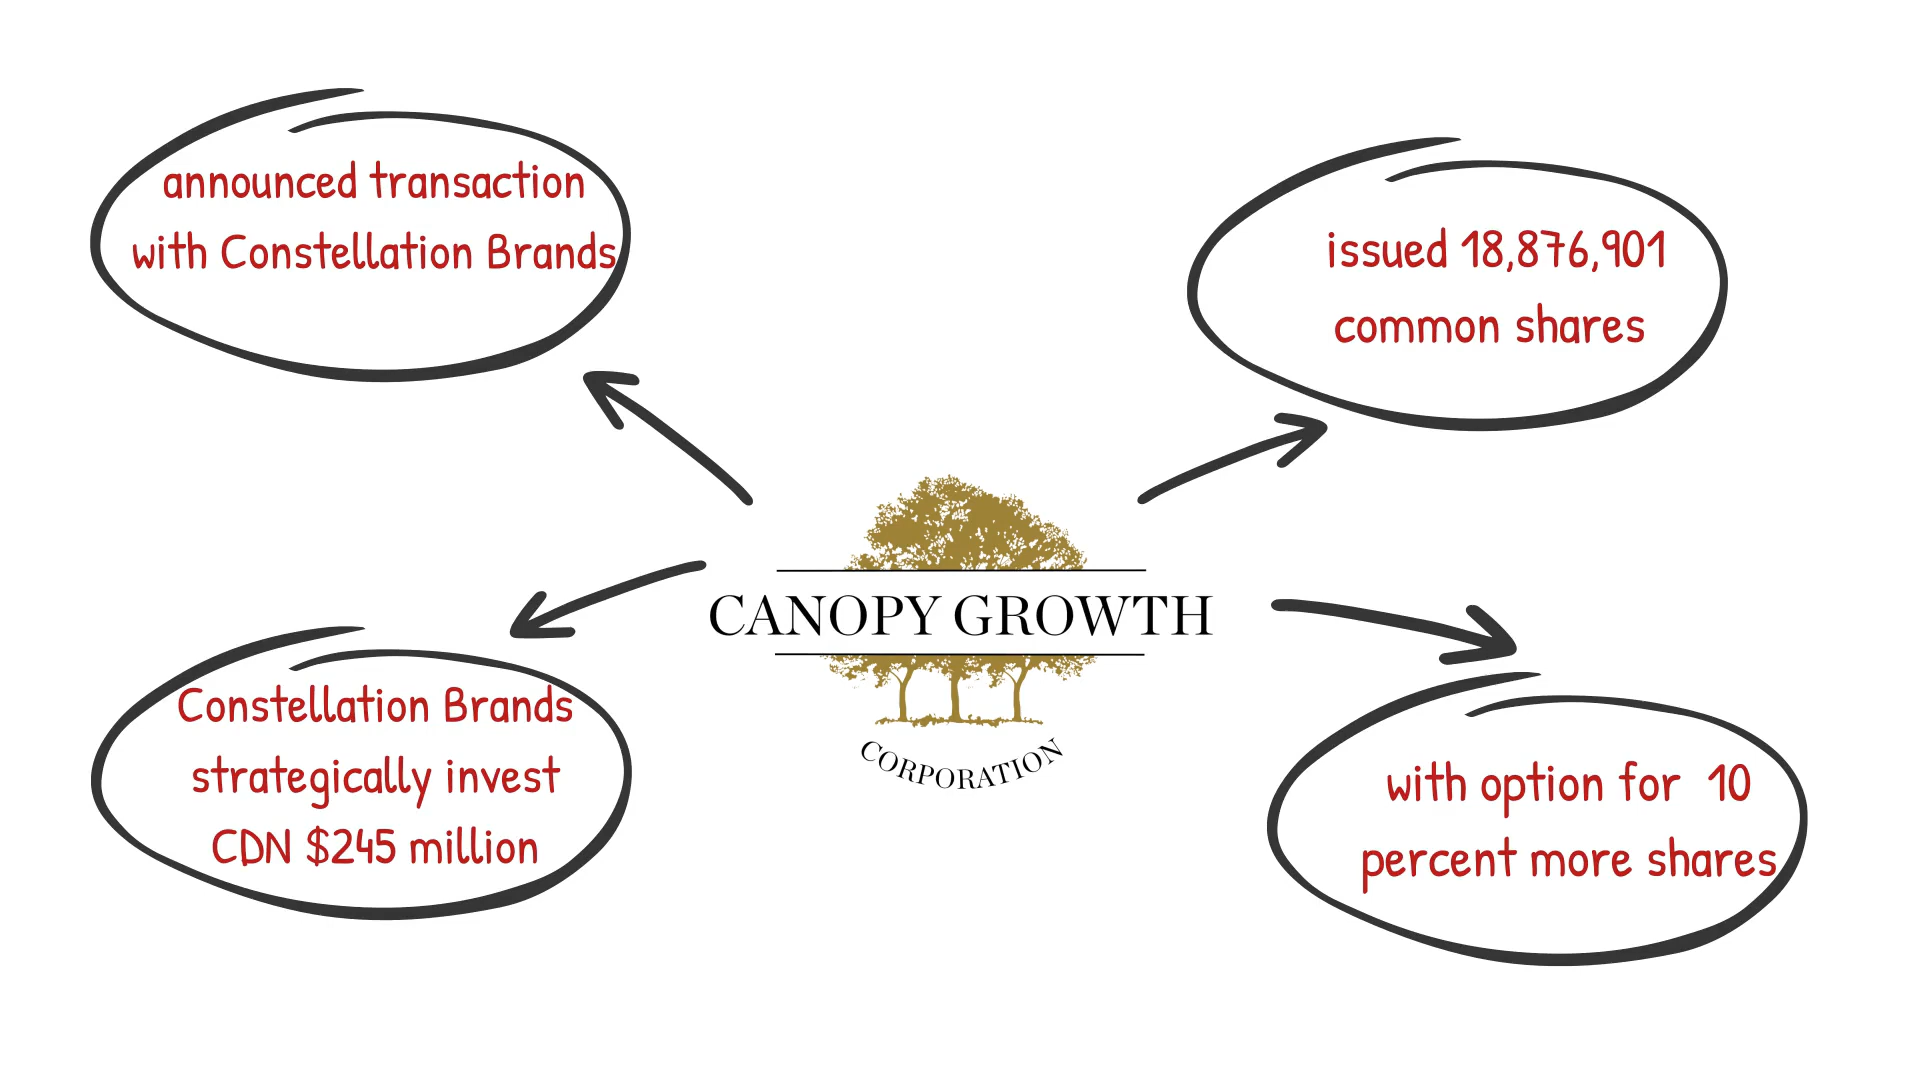 announced transaction
with Constellation Brands
issued 18,876,901
common shares
CANOPY GROWTH
CORPORATION
Constellation Brands
strategically invest
CDN $245 million
with option for 10
percent more shares